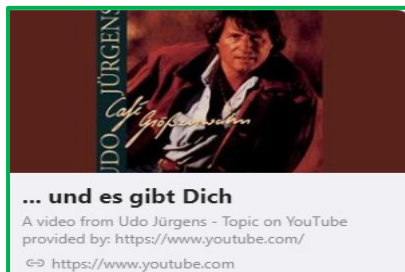 UDO JÜRGENS
Café
Größenwahn
... und es gibt Dich
A video from Udo Jürgens - Topic on YouTube
provided by: https://www.youtube.com/
https://www.youtube.com